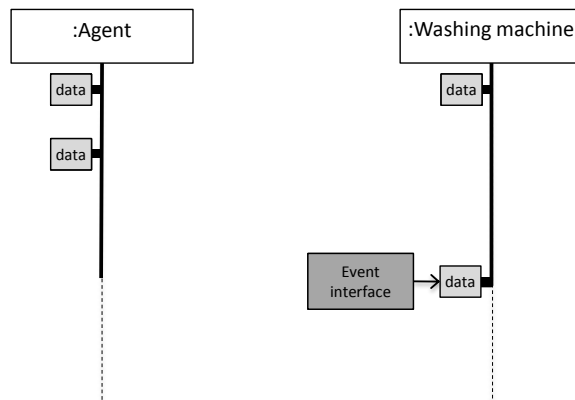 :Agent
:Washing machine
data
data
data
Event
interface
data